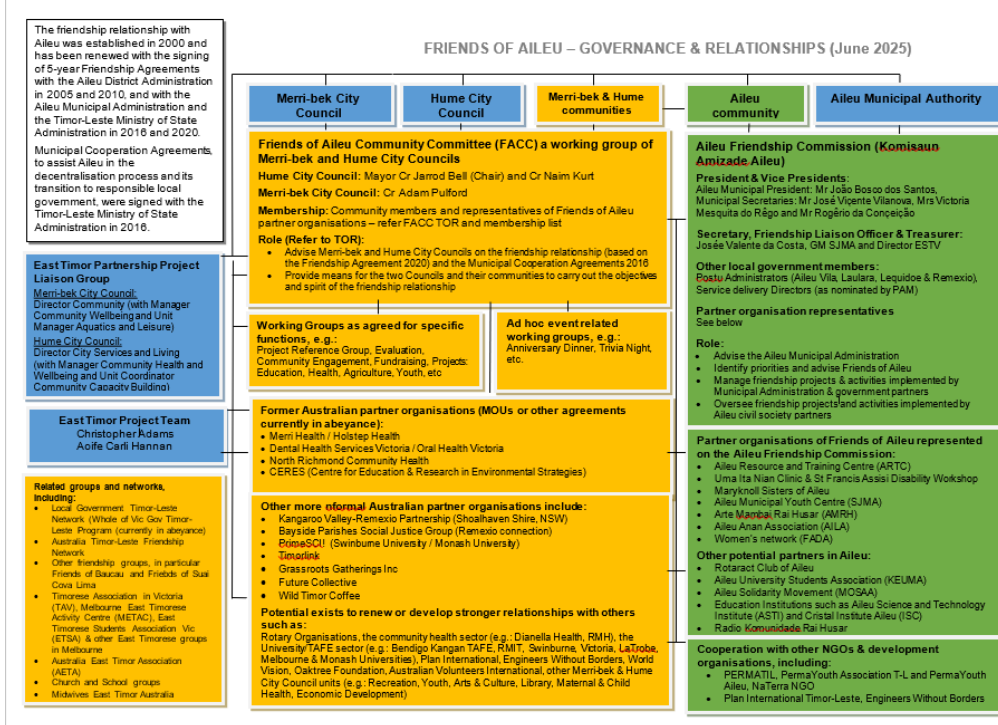 The friendship relationship with
Aileu was established in 2000 and
has been renewed with the signing
of 5-year Friendship Agreements
with the Aileu District Administration
in 2005 and 2010, and with the
Aileu Municipal Administration and
the Timor-Leste Ministry of State
Administration in 2016 and 2020.
Municipal Cooperation Agreements,
to assist Aileu in the
decentralisation process and its
transition to responsible local
government, were signed with the
Timor-Leste Ministry of State
Administration in 2016.
FRIENDS OF AILEU – GOVERNANCE & RELATIONSHIPS (June 2025)
Merri-bek City
Council
Hume City
Council
Merri-bek & Hume
communities
Aileu
community
Aileu Municipal Authority
Friends of Aileu Community Committee (FACC) a working group of
Merri-bek and Hume City Councils
Hume City Council: Mayor Cr Jarrod Bell (Chair) and Cr Naim Kurt
Merri-bek City Council: Cr Adam Pulford
Membership: Community members and representatives of Friends of Aileu
partner organisations – refer FACC TOR and membership list
Role (Refer to TOR):
• Advise Merri-bek and Hume City Councils on the friendship relationship (based on
the Friendship Agreement 2020) and the Municipal Cooperation Agreements 2016
• Provide means for the two Councils and their communities to carry out the objectives
and spirit of the friendship relationship
Aileu Friendship Commission (Komisaun
Amizade Aileu)
President & Vice Presidents:
Aileu Municipal President: Mr João Bosco dos Santos,
Municipal Secretaries: Mr José Viçente Vilanova, Mrs Victoria
Mesquita do Rêgo and Mr Rogério da Conçeição
Secretary, Friendship Liaison Officer & Treasurer:
Josée Valente da Costa, GM SJMA and Director ESTV
Other local government members:
Postu Administrators (Aileu Vila, Laulara, Lequidoe & Remexio),
Service delivery Directors (as nominated by PAM)
Partner organisation representatives
See below
Role:
• Advise the Aileu Municipal Administration
• Identify priorities and advise Friends of Aileu
• Manage friendship projects & activities implemented by
Municipal Administration & government partners
• Oversee friendship projects and activities implemented by
Aileu civil society partners
East Timor Partnership Project
Liaison Group
Merri-bek City Council:
Director Community (with Manager
Community Wellbeing and Unit
Manager Aquatics and Leisure)
Hume City Council:
Director City Services and Living
(with Manager Community Health and
Wellbeing and Unit Coordinator
Community Capacity Building)
Working Groups as agreed for specific
functions, e.g.:
Project Reference Group, Evaluation,
Community Engagement, Fundraising, Projects:
Education, Health, Agriculture, Youth, etc
Ad hoc event related
working groups, e.g.:
Anniversary Dinner, Trivia Night,
etc.
East Timor Project Team
Christopher Adams
Aoife Carli Hannan
Former Australian partner organisations (MOUs or other agreements
currently in abeyance):
• Merri Health / Holstep Health
• Dental Health Services Victoria / Oral Health Victoria
• North Richmond Community Health
• CERES (Centre for Education & Research in Environmental Strategies)
Partner organisations of Friends of Aileu represented
on the Aileu Friendship Commission:
• Aileu Resource and Training Centre (ARTC)
• Uma Ita Nian Clinic & St Francis Assisi Disability Workshop
• Maryknoll Sisters of Aileu
• Aileu Municipal Youth Centre (SJMA)
• Arte Mambai Rai Husar (AMRH)
• Aileu Anan Association (AILA)
• Women's network (FADA)
Other potential partners in Aileu:
• Rotaract Club of Aileu
• Aileu University Students Association (KEUMA)
• Aileu Solidarity Movement (MOSAA)
• Education Institutions such as Aileu Science and Technology
Institute (ASTI) and Cristal Institute Aileu (ISC)
• Radio Komunidade Rai Husar
Related groups and networks,
including:
• Local Government Timor-Leste
Network (Whole of Vic Gov Timor-
Leste Program (currently in abeyance)
• Australia Timor-Leste Friendship
Network
• Other friendship groups, in particular
Friends of Baucau and Friebds of Suai
Cova Lima
• Timorese Association in Victoria
(TAV), Melbourne East Timorese
Activity Centre (METAC), East
Timorese Students Association Vic
(ETSA) & other East Timorese groups
in Melbourne
• Australia East Timor Association
(AETA)
• Church and School groups
• Midwives East Timor Australia
Other more eformal Australian partner organisations include:
• Kangaroo Valley-Remexio Partnership (Shoalhaven Shire, NSW)
• Bayside Parishes Social Justice Group (Remexio connection)
• PrimeSCI! (Swinburne University / Monash University)
• Timorlink
• Grassroots Gatherings Inc
• Future Collective
• Wild Timor Coffee
Potential exists to renew or develop stronger relationships with others
such as:
Rotary Organisations, the community health sector (e.g.: Dianella Health, RMH), the
University/TAFE sector (e.g.: Bendigo Kangan TAFE, RMIT, Swinburne, Victoria, LaTrobe,
Melbourne & Monash Universities), Plan International, Engineers Without Borders, World
Vision, Oaktree Foundation, Australian Volunteers International, other Merri-bek & Hume
City Council units (e.g.: Recreation, Youth, Arts & Culture, Library, Maternal & Child
Health, Economic Development)
Cooperation with other NGOs & development
organisations, including:
• PERMATIL, PermaYouth Association T-L and PermaYouth
Aileu, NaTerra NGO
• Plan International Timor-Leste, Engineers Without Borders